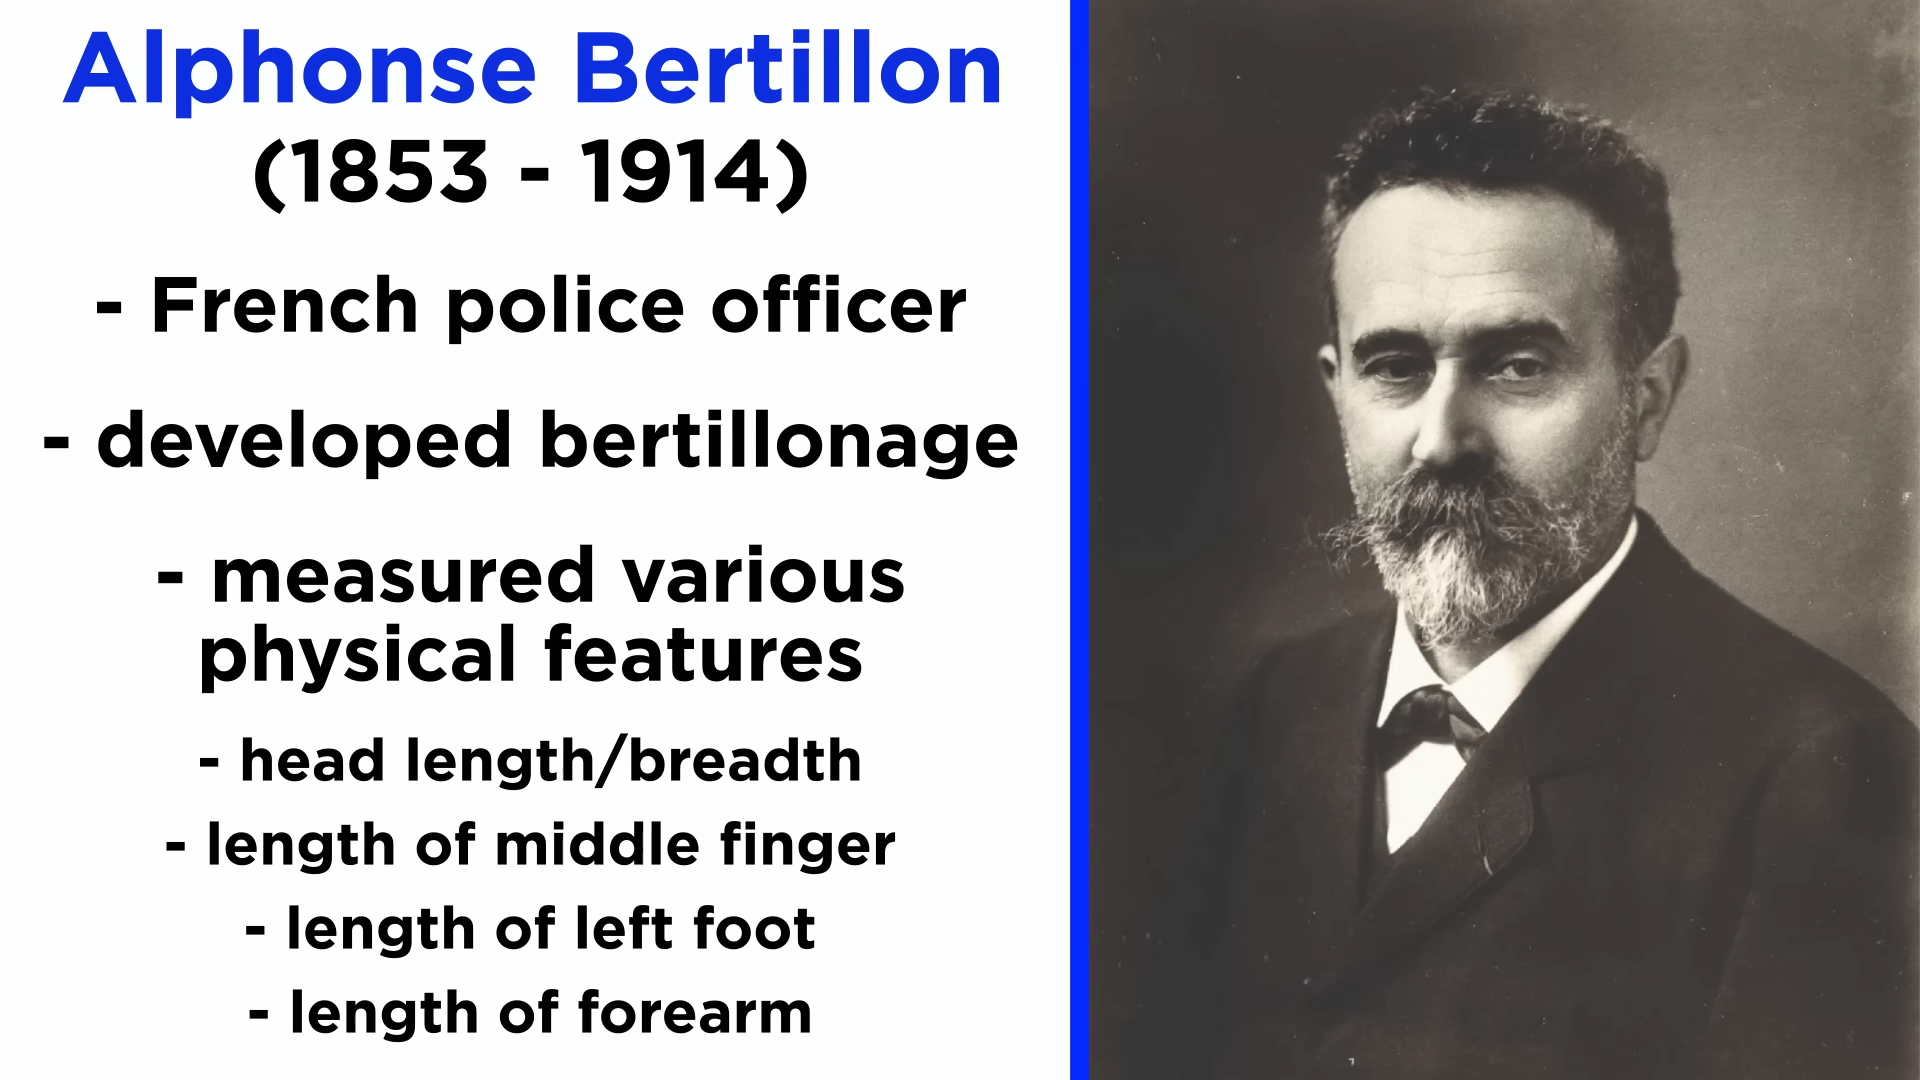 Alphonse Bertillon
(1853 - 1914)
- French police officer
- developed bertillonage
- measured various
physical features
- head length/breadth
- length of middle finger
- length of left foot
- length of forearm